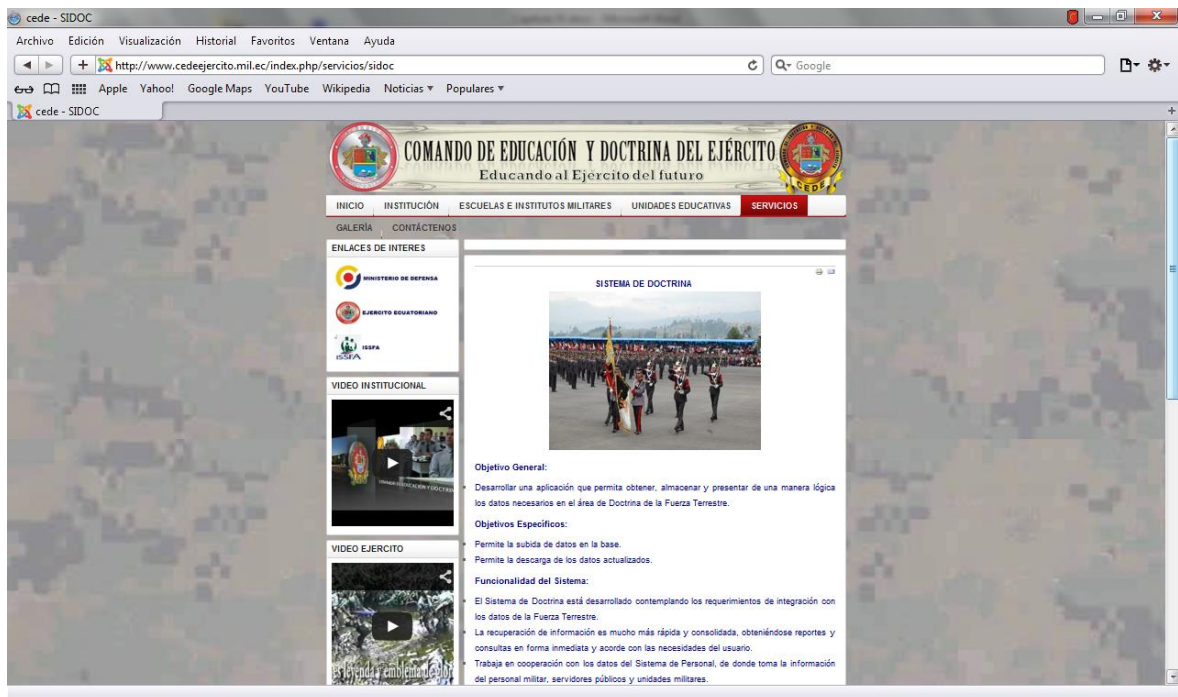 cede - SIDOC
Archivo Edición Visualización Historial Favoritos Ventana Ayuda
http://www.cedeejercito.mil.ec/index.php/servicios/sidoc
Google
Apple Yahoo! Google Maps YouTube Wikipedia Noticias Populares
cede - SIDOC
COMANDO DE EDUCACIÓN Y DOCTRINA DEL EJÉRCITO
Educando al Ejército del futuro
CEDE
INICIO INSTITUCIÓN ESCUELAS E INSTITUTOS MILITARES UNIDADES EDUCATIVAS SERVICIOS
GALERÍA CONTÁCTENOS
ENLACES DE INTERES
MINISTERIO DE DEFENSA
EJERCITO ECUATORIANO
ISSFA
ISSFA
VIDEO INSTITUCIONAL
VIDEO EJERCITO
SISTEMA DE DOCTRINA
Objetivo General:
Desarrollar una aplicación que permita obtener, almacenar y presentar de una manera lógica
los datos necesarios en el área de Doctrina de la Fuerza Terrestre.
Objetivos Específicos:
Permite la subida de datos en la base.
Permite la descarga de los datos actualizados.
Funcionalidad del Sistema:
El Sistema de Doctrina está desarrollado contemplando los requerimientos de integración con
los datos de la Fuerza Terrestre.
La recuperación de información es mucho más rápida y consolidada, obteniéndose reportes y
consultas en forma inmediata y acorde con las necesidades del usuario.
Trabaja en cooperación con los datos del Sistema de Personal, de donde toma la información
del personal militar, servidores públicos y unidades militares.